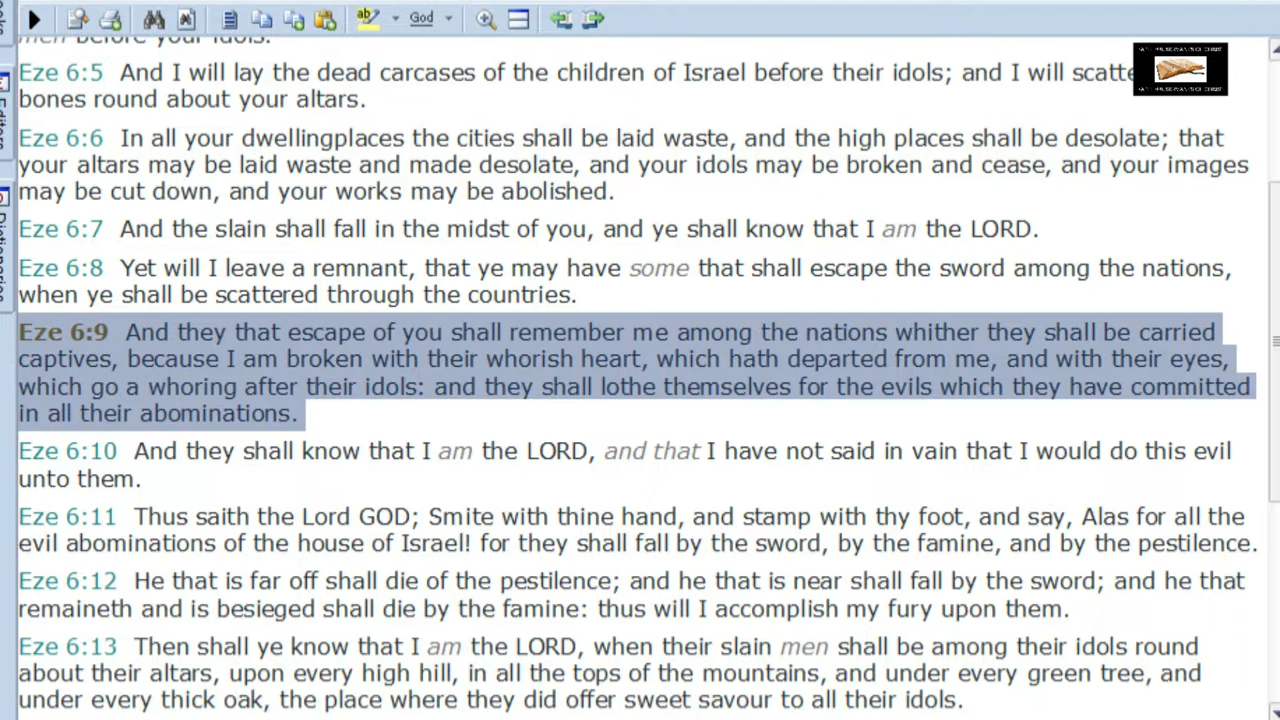 God
men before your idols.
Eze 6:5 And I will lay the dead carcases of the children of Israel before their idols; and I will scatte
bones round about your altars.
Eze 6:6 In all your dwellingplaces the cities shall be laid waste, and the high places shall be desolate; that
your altars may be laid waste and made desolate, and your idols may be broken and cease, and your images
may be cut down, and your works may be abolished.
Eze 6:7 And the slain shall fall in the midst of you, and ye shall know that I am the LORD.
Eze 6:8 Yet will I leave a remnant, that ye may have some that shall escape the sword among the nations,
when ye shall be scattered through the countries.
Eze 6:9 And they that escape of you shall remember me among the nations whither they shall be carried
captives, because I am broken with their whorish heart, which hath departed from me, and with their eyes,
which go a whoring after their idols: and they shall lothe themselves for the evils which they have committed
in all their abominations.
Eze 6:10 And they shall know that I am the LORD, and that I have not said in vain that I would do this evil
unto them.
Eze 6:11 Thus saith the Lord GOD; Smite with thine hand, and stamp with thy foot, and say, Alas for all the
evil abominations of the house of Israel! for they shall fall by the sword, by the famine, and by the pestilence.
Eze 6:12 He that is far off shall die of the pestilence; and he that is near shall fall by the sword; and he that
remaineth and is besieged shall die by the famine: thus will I accomplish my fury upon them.
Eze 6:13 Then shall ye know that I am the LORD, when their slain men shall be among their idols round
about their altars, upon every high hill, in all the tops of the mountains, and under every green tree, and
under every thick oak, the place where they did offer sweet savour to all their idols.